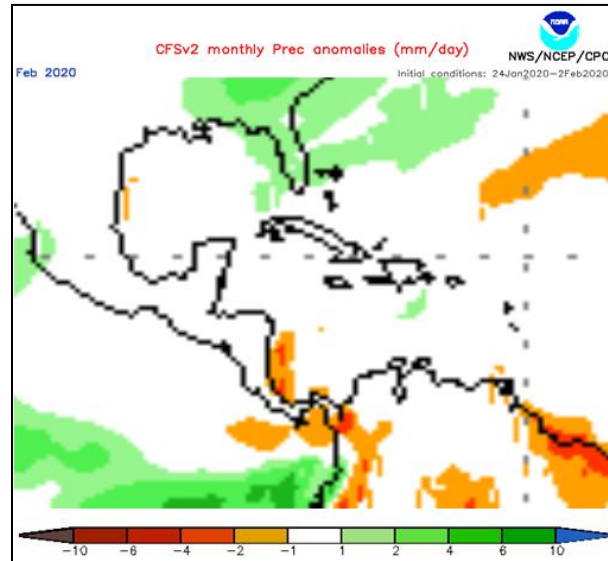 NOAA
CFSv2 monthly Prec anomalies (mm/day)
NWS/NCEP/CPC
Feb 2020
Initial conditions: 24Jan2020–2Feb2020
-10 -6 -4 -2 -1 1 2 4 6 10